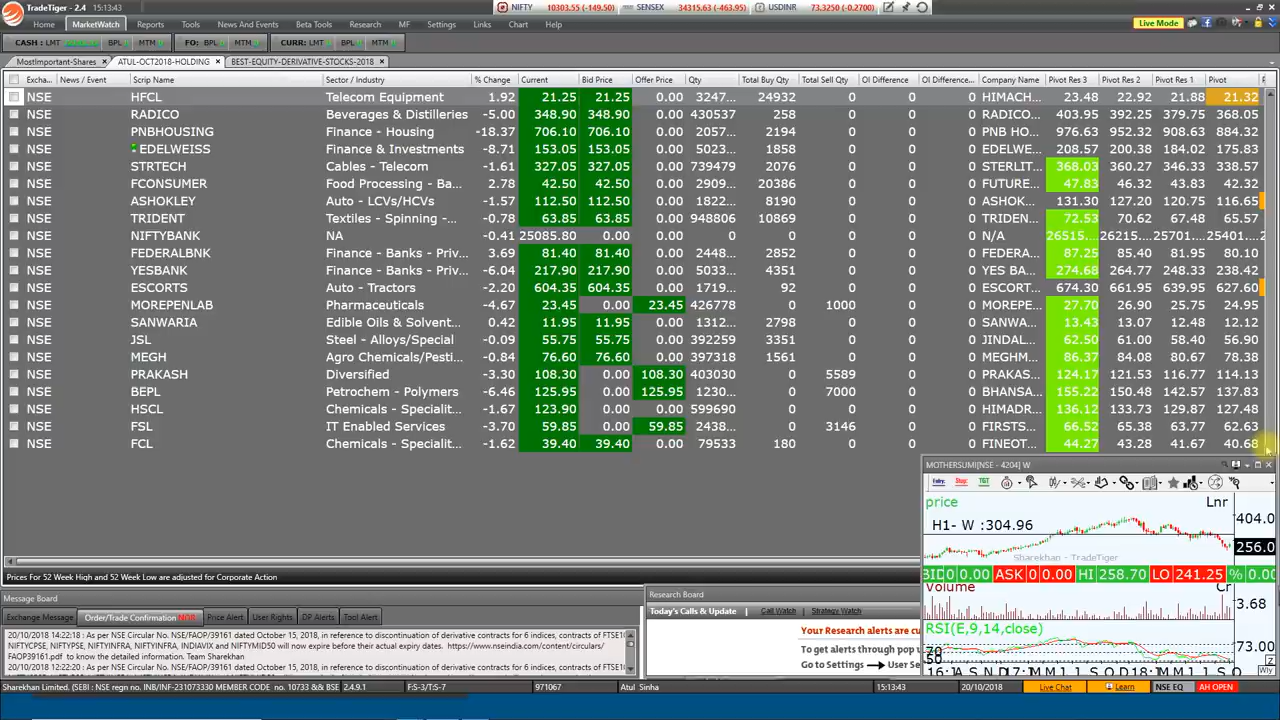 TradeTiger - 2.4 15:13:43 NIFTY 10303.55 (-149.50) SENSEX 34315.63 (-463.95) USDINR 73.3250 (-0.2700)
Home MarketWatch Reports Tools News And Events Beta Tools Research MF Settings Links Chart Help Live Mode
CASH : LMT BPL MTM FO: BPL MTM CURR: LMT BPL MTM
MostImportant-Shares ATUL-OCT2018-HOLDING BEST-EQUITY-DERIVATIVE-STOCKS-2018
Excha... News / Event Scrip Name Sector / Industry % Change Current Bid Price Offer Price Qty Total Buy Qty Total Sell Qty OI Difference OI Difference... Company Name Pivot Res 3 Pivot Res 2 Pivot Res 1 Pivot
NSE HFCL Telecom Equipment 1.92 21.25 21.25 0.00 3247... 24932 0 0 0 HIMACH... 23.48 22.92 21.88 21.32
NSE RADICO Beverages & Distilleries -5.00 348.90 348.90 0.00 430537 258 0 0 0 RADICO... 403.95 392.25 379.75 368.05
NSE PNBHOUSING Finance - Housing -18.37 706.10 706.10 0.00 2057... 2194 0 0 0 PNB HO... 976.63 952.32 908.63 884.32
NSE EDELWEISS Finance & Investments -8.71 153.05 153.05 0.00 5023... 1858 0 0 0 EDELWE... 208.57 200.38 184.02 175.83
NSE STRTECH Cables - Telecom -1.61 327.05 327.05 0.00 739479 2076 0 0 0 STERLIT... 368.03 360.27 346.33 338.57
NSE FCONSUMER Food Processing - Ba... 2.78 42.50 42.50 0.00 2909... 20386 0 0 0 FUTURE... 47.83 46.32 43.83 42.32
NSE ASHOKLEY Auto - LCVs/HCVs -1.57 112.50 112.50 0.00 1822... 8190 0 0 0 ASHOK... 131.30 127.20 120.75 116.65
NSE TRIDENT Textiles - Spinning -... -0.78 63.85 63.85 0.00 948806 10869 0 0 0 TRIDEN... 72.53 70.62 67.48 65.57
NSE NIFTYBANK NA -0.41 25085.80 0.00 0.00 0 0 0 0 0 N/A 26515... 26215... 25701... 25401...
NSE FEDERALBNK Finance - Banks - Priv... 3.69 81.40 81.40 0.00 2448... 2852 0 0 0 FEDERA... 87.25 85.40 81.95 80.10
NSE YESBANK Finance - Banks - Priv... -6.04 217.90 217.90 0.00 5033... 4351 0 0 0 YES BA... 274.68 264.77 248.33 238.42
NSE ESCORTS Auto - Tractors -2.20 604.35 604.35 0.00 1719... 92 0 0 0 ESCORT... 674.30 661.95 639.95 627.60
NSE MOREPENLAB Pharmaceuticals -4.67 23.45 0.00 23.45 426778 0 1000 0 0 MOREPE... 27.70 26.90 25.75 24.95
NSE SANWARIA Edible Oils & Solvent... 0.42 11.95 11.95 0.00 1312... 2798 0 0 0 SANWA... 13.43 13.07 12.48 12.12
NSE JSL Steel - Alloys/Special -0.09 55.75 55.75 0.00 392259 3351 0 0 0 JINDAL... 62.50 61.00 58.40 56.90
NSE MEGH Agro Chemicals/Pesti... -0.84 76.60 76.60 0.00 397318 1561 0 0 0 MEGHM... 86.37 84.08 80.67 78.38
NSE PRAKASH Diversified -3.30 108.30 0.00 108.30 403030 0 5589 0 0 PRAKAS... 124.17 121.53 116.77 114.13
NSE BEPL Petrochem - Polymers -6.46 125.95 0.00 125.95 1230... 0 7000 0 0 BHANSA... 155.22 150.48 142.57 137.83
NSE HSCL Chemicals - Specialit... -1.67 123.90 0.00 0.00 599690 0 0 0 0 HIMADR... 136.12 133.73 129.87 127.48
NSE FSL IT Enabled Services -3.70 59.85 0.00 59.85 2438... 0 3146 0 0 FIRSTS... 66.52 65.38 63.77 62.63
NSE FCL Chemicals - Specialit... -1.62 39.40 39.40 0.00 79533 180 0 0 0 FINEOT... 44.27 43.28 41.67 40.68
MOTHERSUMI[NSE - 4204] W
Entry Stop TGT
price Lnr
404.0
H1- W :304.96
256.0
Sharekhan - TradeTiger
BID 0 0.00 ASK 0 0.00 HI 258.70 LO 241.25 % 0.00
Volume Cr
3.68
RSI(E,9,14,close)
73.00
70
50
16'1A S N D 17'1M M J J S O D 18'1M M J J S O
Wly
Prices For 52 Week High and 52 Week Low are adjusted for Corporate Action
Message Board
Exchange Message Order/Trade Confirmation Price Alert User Rights DP Alerts Tool Alert
20/10/2018 14:22:18 : As per NSE Circular No. NSE/FAOP/39161 dated October 15, 2018, in reference to discontinuation of derivative contracts for 6 indices, contracts of FTSE10
NIFTYCPSE, NIFTYPSE, NIFTYINFRA, INDIAVIX and NIFTYMID50 will now expire before their actual expiry dates. https://www.nseindia.com/content/circulars/
FAOP39161.pdf to know the detailed information
20/10/2018 14:22:20 : As per NSE Circular No. NSE/FAOP/39161 dated October 15, 2018, in reference to discontinuation of derivative contracts for 6 indices, contracts of FTSE10
Research Board
Today's Calls & Update Call Watch Strategy Watch
Your Research alerts are cu
To get alerts through pop u
Go to Settings User Se
Sharekhan Limited. (SEBI : NSE regn no. INB/INF-231073330 MEMBER CODE no. 10733 && BSE 2.4.9.1 F:S-3/T:S-7 971067 Atul Sinha 15:13:43 20/10/2018 Live Chat Learn NSE EQ AH OPEN